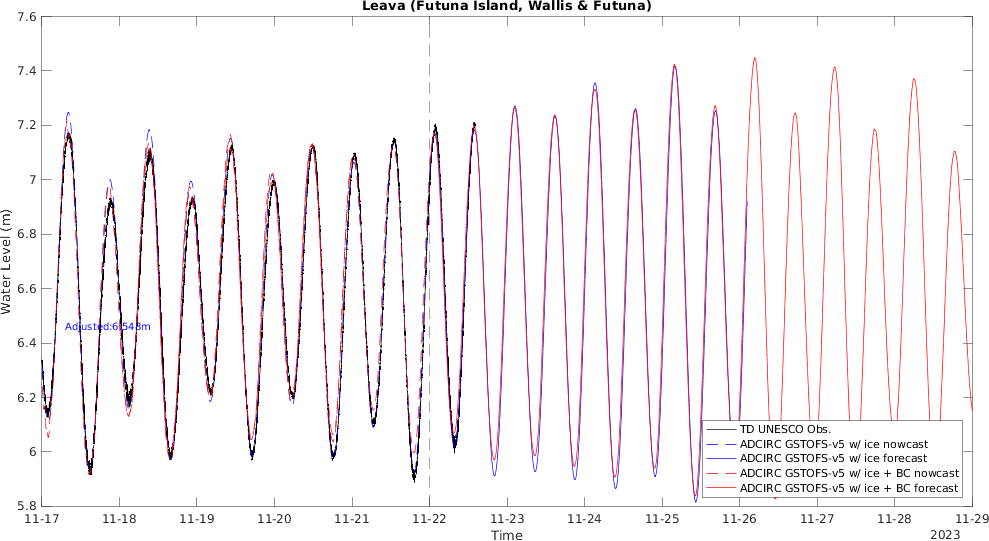 Leava (Futuna Island, Wallis & Futuna)
7.6
7.4
7.2
7
6.8
6.6
6.4
6.2
6
5.8
Water Level (m)
Adjusted:6.548m
TD UNESCO Obs.
ADCIRC GSTOFS-v5 w/ ice nowcast
ADCIRC GSTOFS-v5 w/ ice forecast
ADCIRC GSTOFS-v5 w/ ice + BC nowcast
ADCIRC GSTOFS-v5 w/ ice + BC forecast
11-17 11-18 11-19 11-20 11-21 11-22 11-23 11-24 11-25 11-26 11-27 11-28 11-29
Time
2023